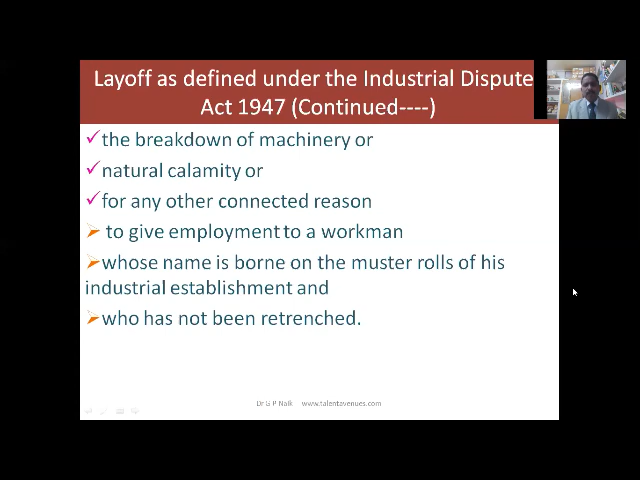 Layoff as defined under the Industrial Dispute
Act 1947 (Continued----)
the breakdown of machinery or
natural calamity or
for any other connected reason
to give employment to a workman
whose name is borne on the muster rolls of his
industrial establishment and
who has not been retrenched.
Dr G P Naik www.talentavenues.com